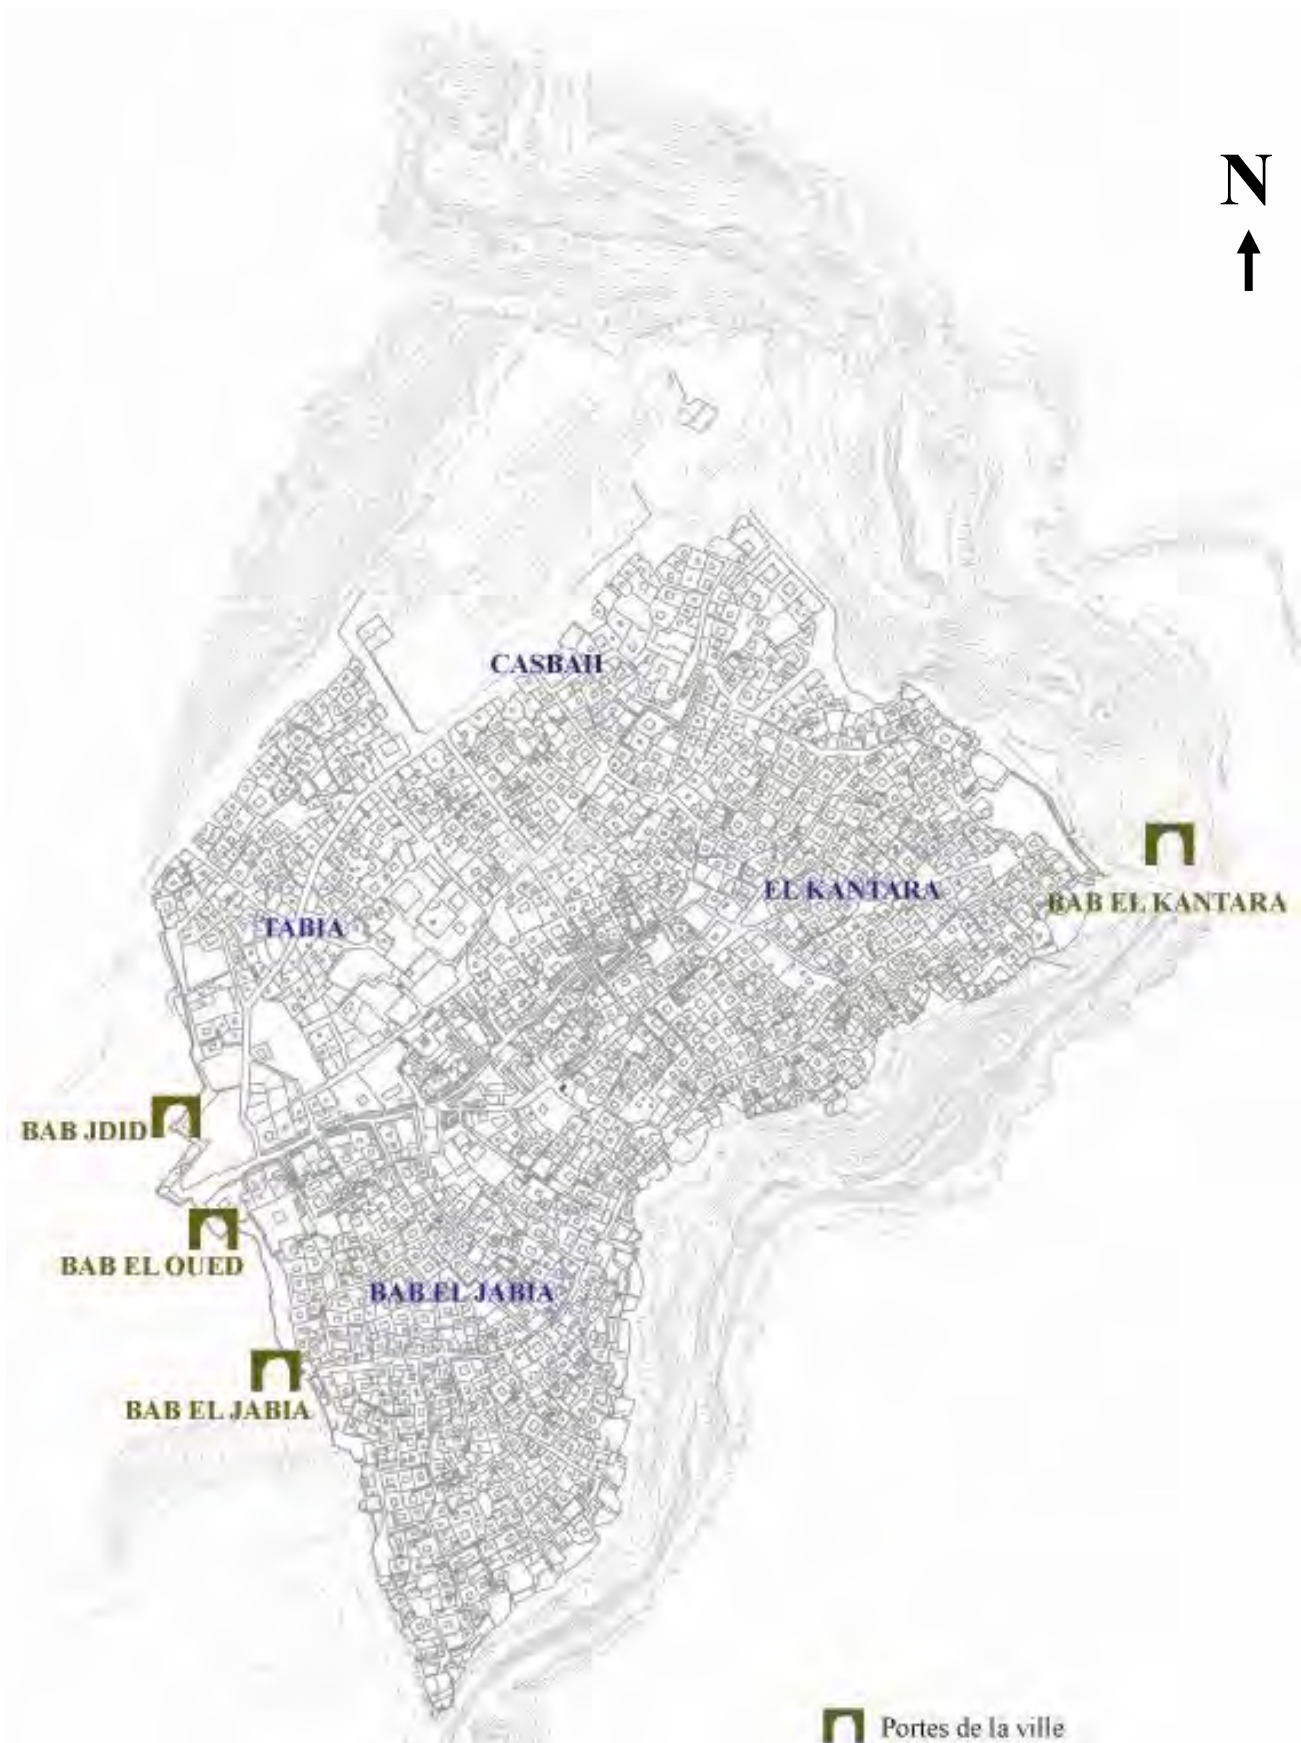 N
CASBAH
EL KANTARA
BAB EL KANTARA
TABIA
BAB JDID
BAB EL OUED
BAB EL JABIA
BAB EL JABIA
Portes de la ville